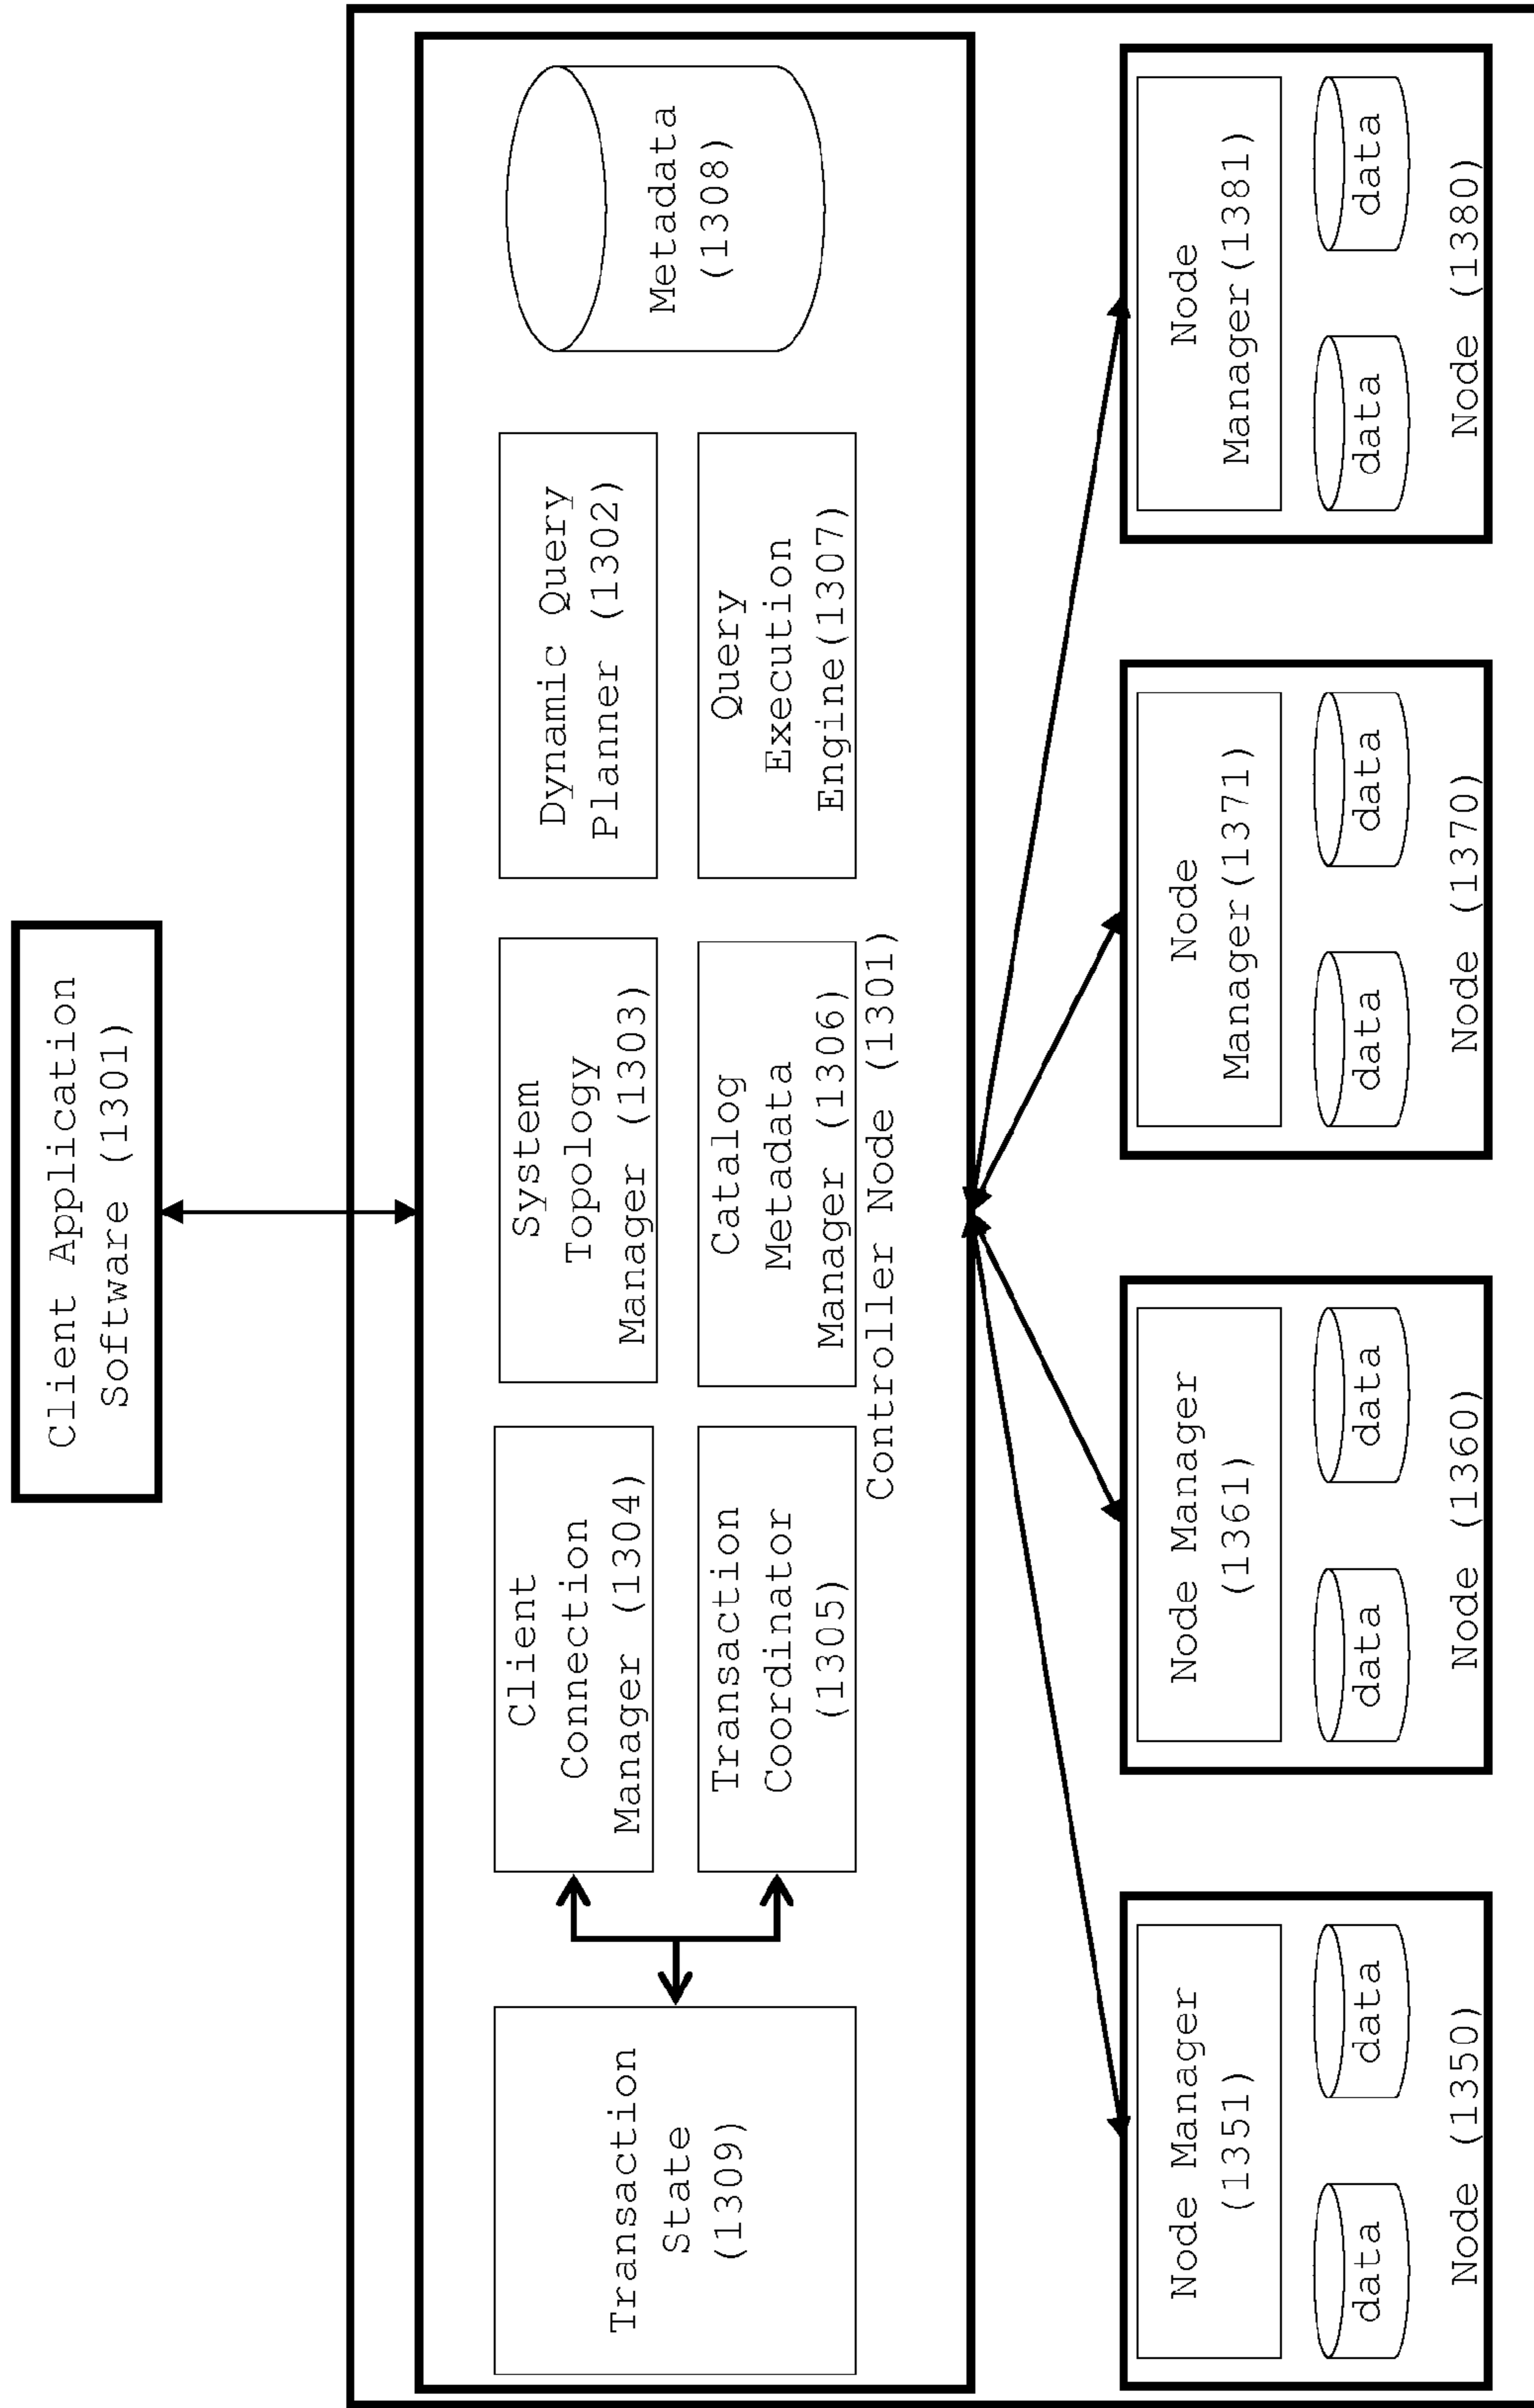 Client Application
Software (1301)
Transaction
State
(1309)
Client
Connection
Manager (1304)
Transaction
Coordinator
(1305)
System
Topology
Manager (1303)
Catalog
Metadata
Manager (1306)
Dynamic Query
Planner (1302)
Query
Execution
Engine(1307)
Metadata
(1308)
Controller Node (1301)
Node Manager
(1351)
data
data
Node (1350)
Node Manager
(1361)
data
data
Node (1360)
Node
Manager(1371)
data
data
Node (1370)
Node
Manager(1381)
data
data
Node (1380)